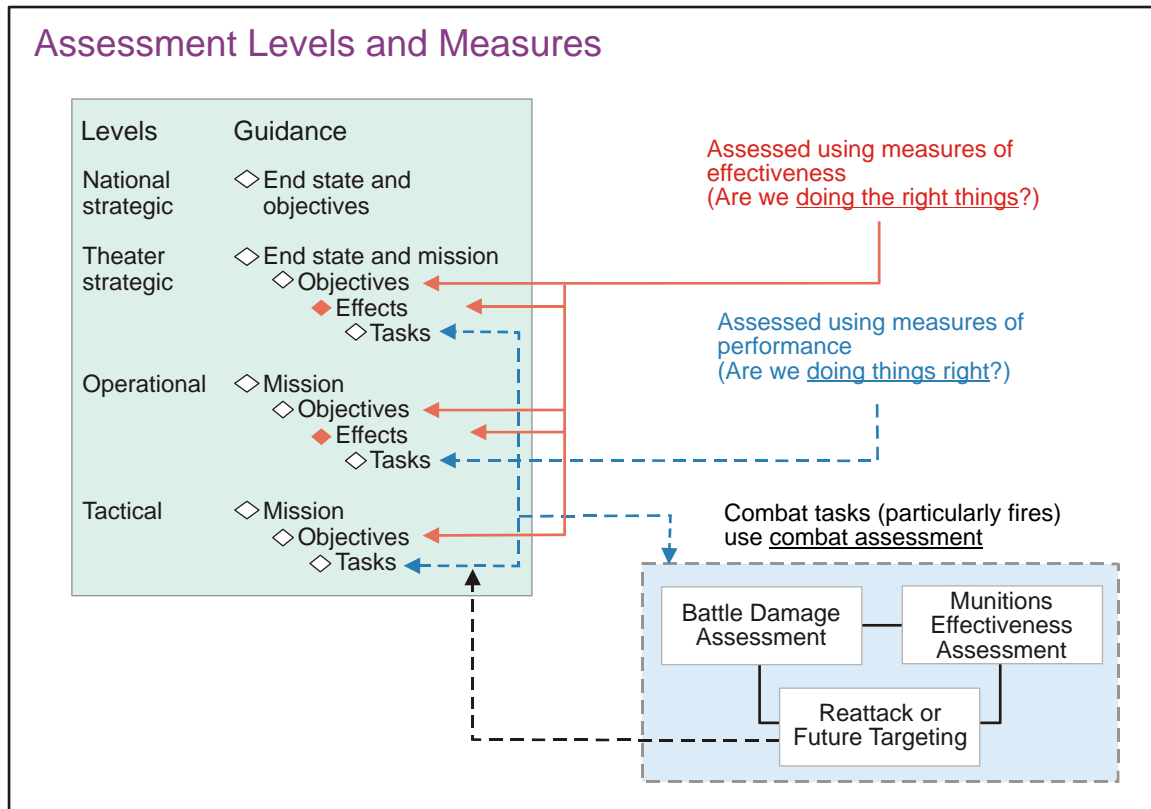 Assessment Levels and Measures
Levels
Guidance
National
strategic
End state and
objectives
Theater
strategic
End state and mission
Objectives
Effects
Tasks
Operational
Mission
Objectives
Effects
Tasks
Tactical
Mission
Objectives
Tasks
Assessed using measures of
effectiveness
(Are we doing the right things?)
Assessed using measures of
performance
(Are we doing things right?)
Combat tasks (particularly fires)
use combat assessment
Battle Damage
Assessment
Munitions
Effectiveness
Assessment
Reattack or
Future Targeting